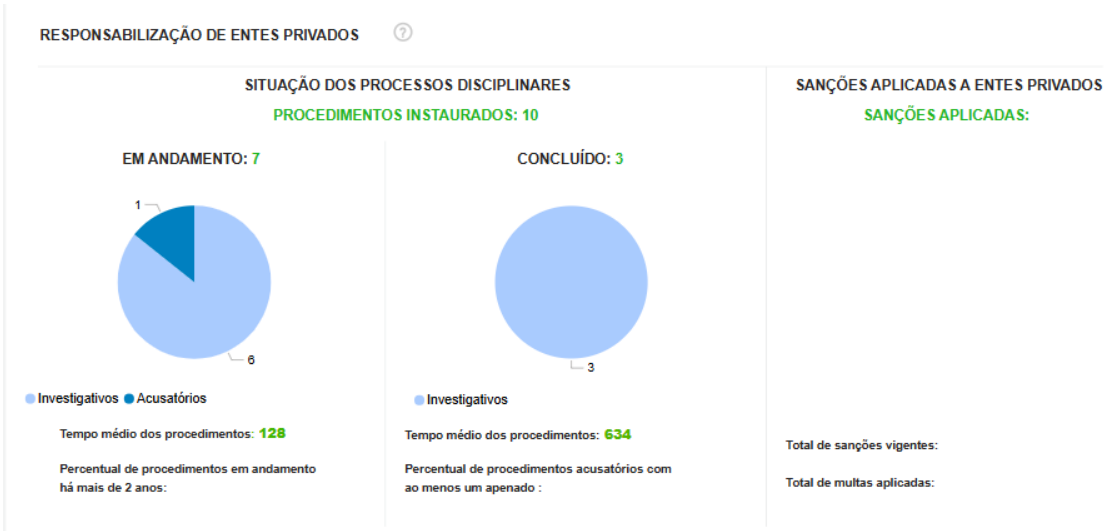 RESPONSABILIZAÇÃO DE ENTES PRIVADOS ?
SITUAÇÃO DOS PROCESSOS DISCIPLINARES
PROCEDIMENTOS INSTAURADOS: 10
EM ANDAMENTO: 7
1
6
Investigativos Acusatórios
Tempo médio dos procedimentos: 128
Percentual de procedimentos em andamento
há mais de 2 anos:
CONCLUÍDO: 3
3
Investigativos
Tempo médio dos procedimentos: 634
Percentual de procedimentos acusatórios com
ao menos um apenado :
SANÇÕES APLICADAS A ENTES PRIVADOS
SANÇÕES APLICADAS:
Total de sanções vigentes:
Total de multas aplicadas: